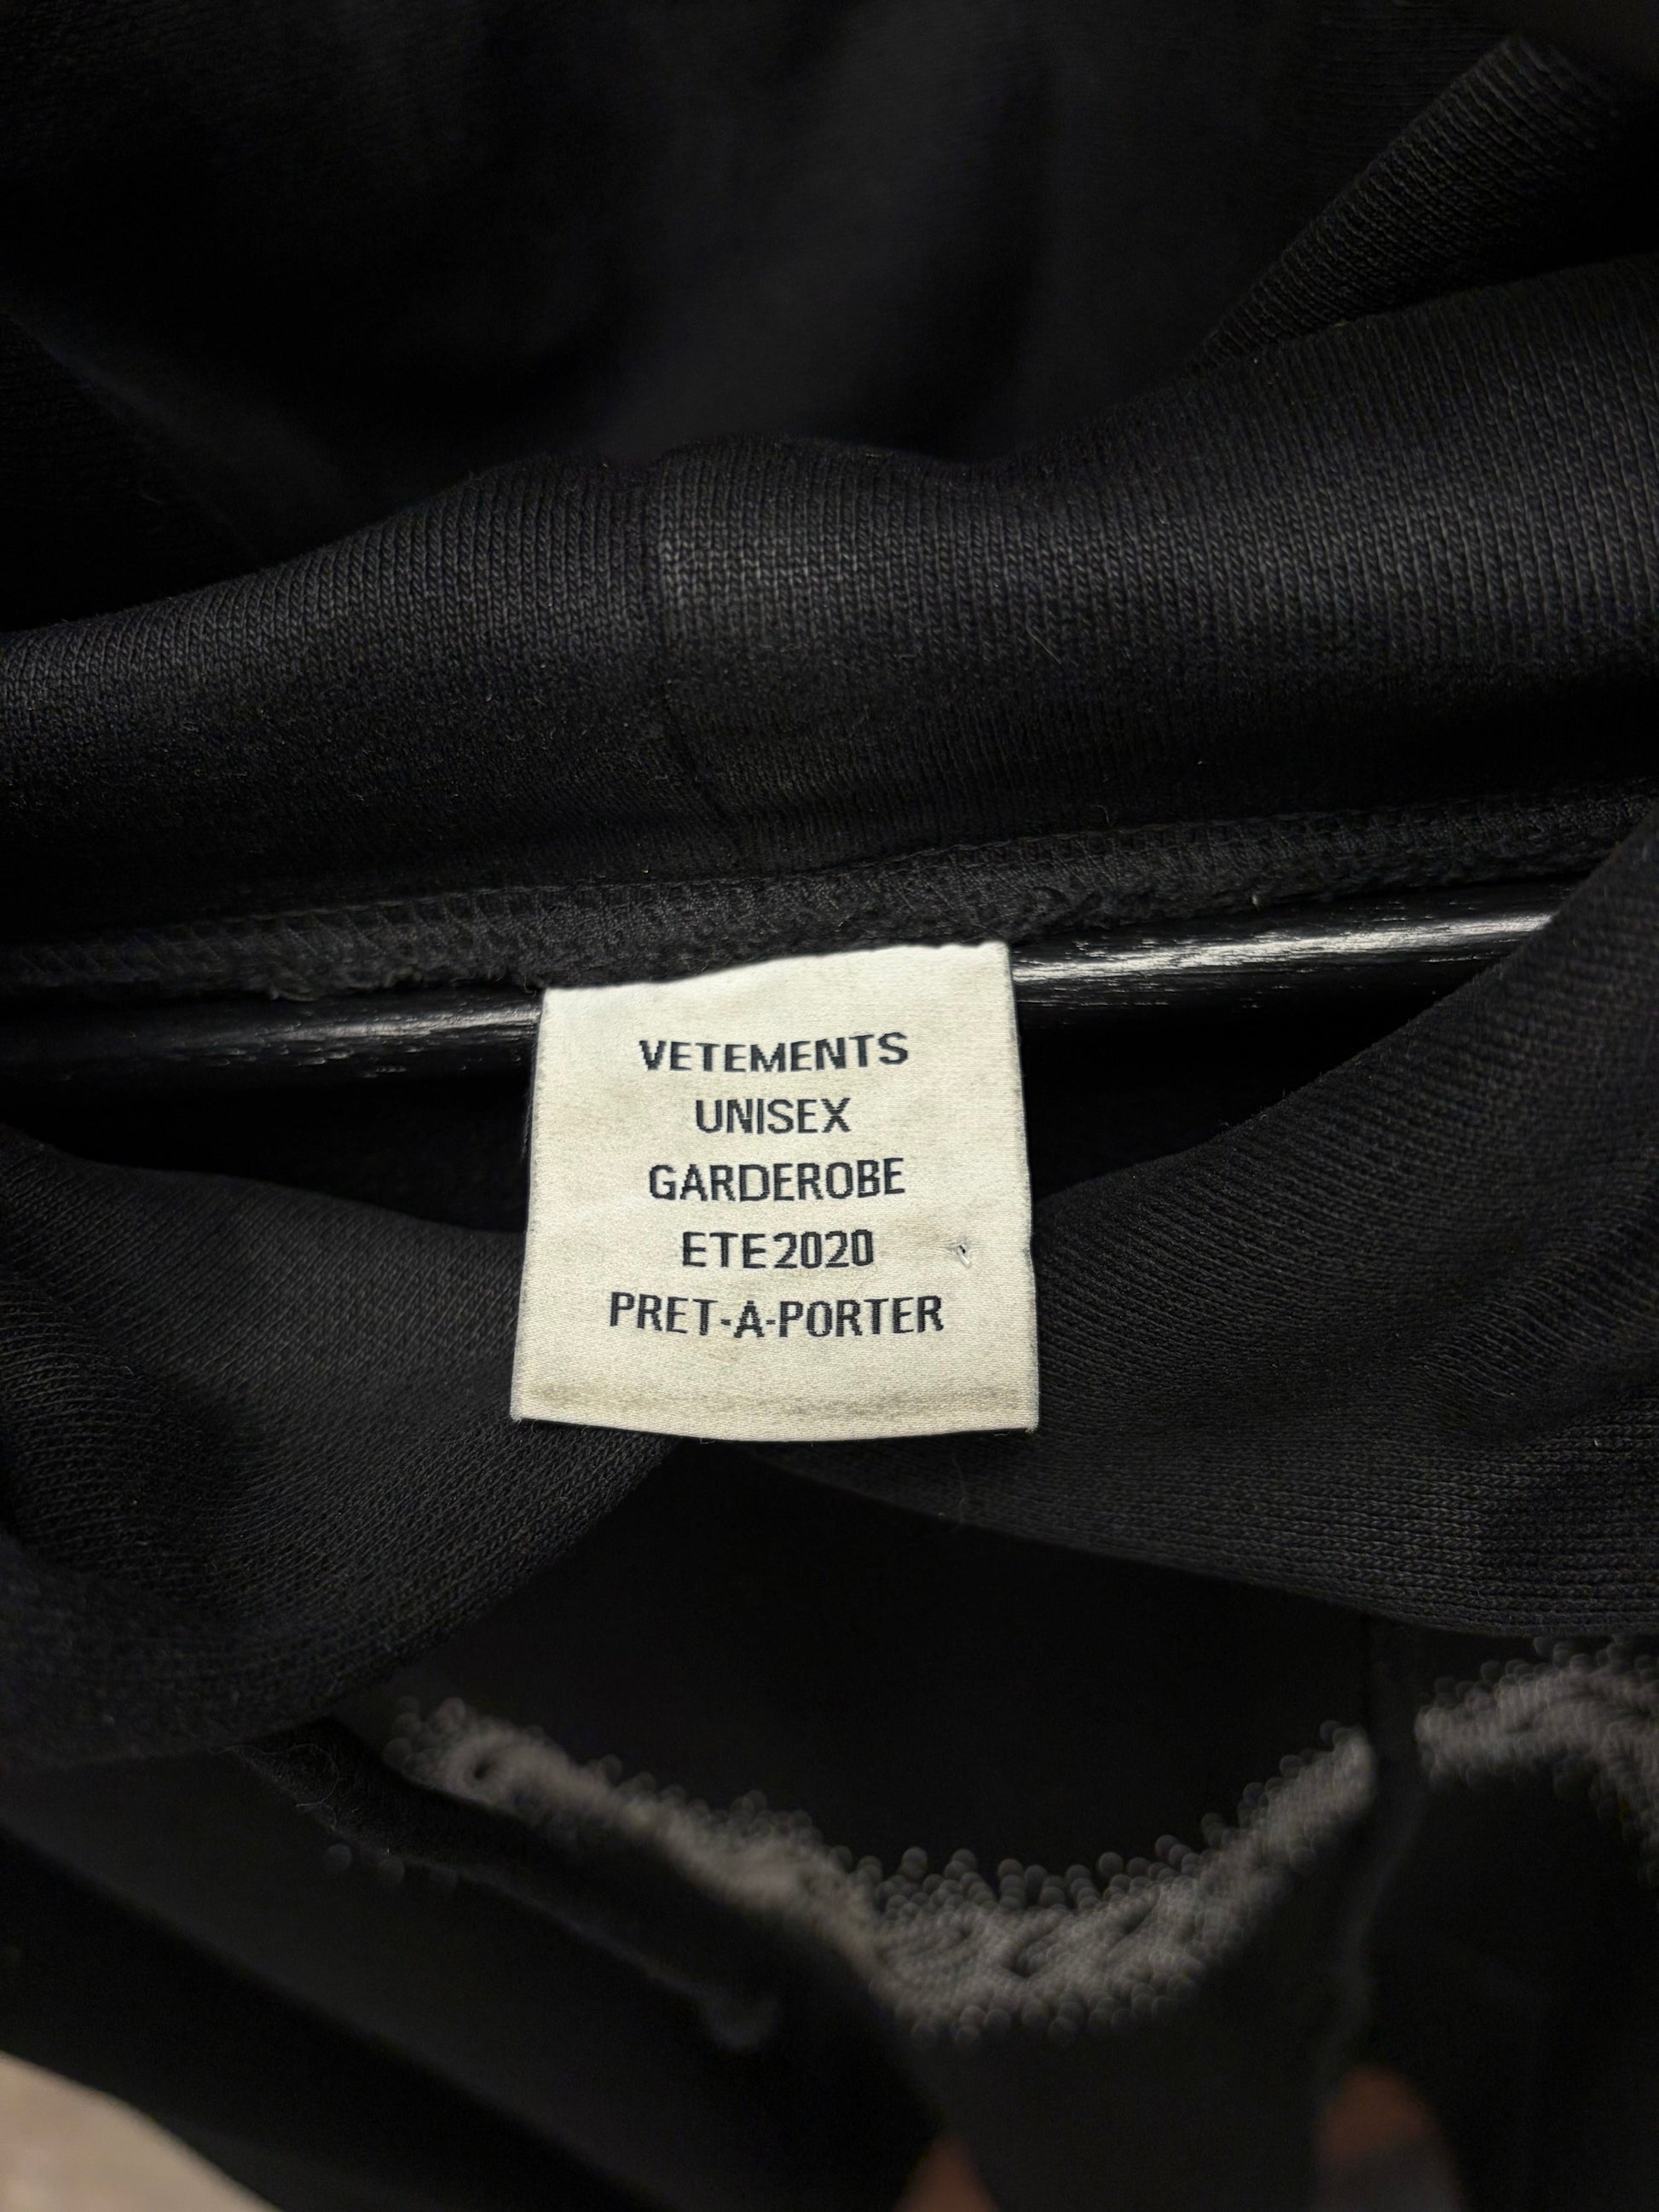 VETEMENTS
UNISEX
GARDEROBE
ETE2020
PRET-A-PORTER